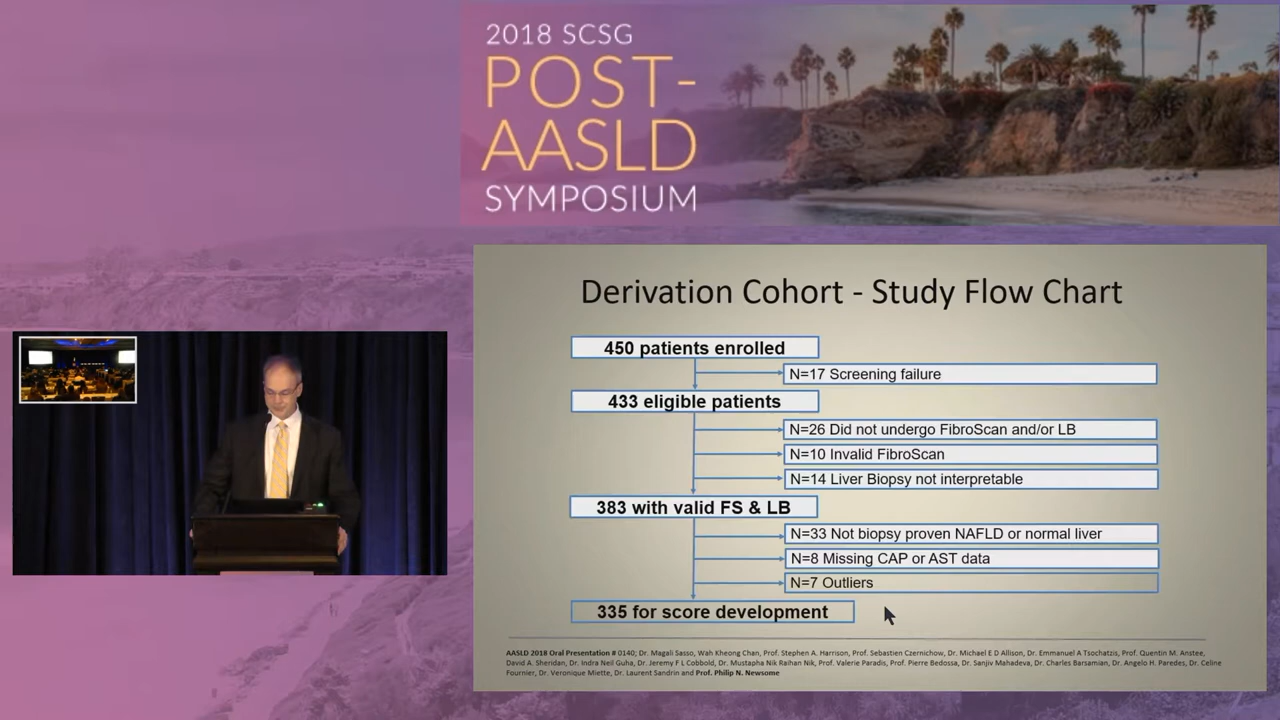 2018 SCSG
POST-
AASLD
SYMPOSIUM
Derivation Cohort - Study Flow Chart
450 patients enrolled
N=17 Screening failure
433 eligible patients
N=26 Did not undergo FibroScan and/or LB
N=10 Invalid FibroScan
N=14 Liver Biopsy not interpretable
383 with valid FS & LB
N=33 Not biopsy proven NAFLD or normal liver
N=8 Missing CAP or AST data
N=7 Outliers
335 for score development
AASLD 2018 Oral Presentation # 0140; Dr. Magali Sasso, Wah Kheong Chan, Prof. Stephen A. Harrison, Prof. Sebastien Czernichow, Dr. Michael E D Allison, Dr. Emmanuel A Tsochatzis, Prof. Quentin M. Anstee,
David A. Sheridan, Dr. Indra Neil Guha, Dr. Jeremy F L Cobbold, Dr. Mustapha Nik Raihan Nik, Prof. Valerie Paradis, Prof. Pierre Bedossa, Dr. Sanjiv Mahadeva, Dr. Charles Barsamian, Dr. Angelo H. Paredes, Dr. Celine
Fournier, Dr. Veronique Miette, Dr. Laurent Sandrin and Prof. Philip N. Newsome